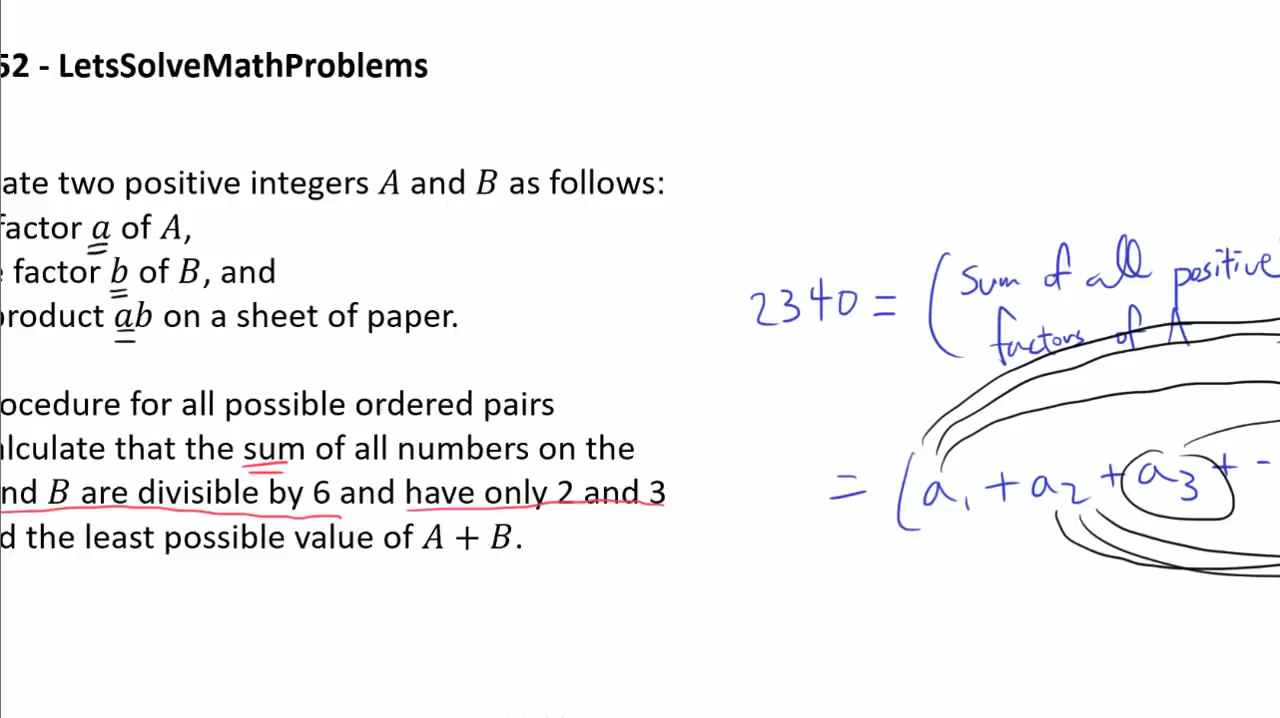 52 - LetsSolveMathProblems
ate two positive integers A and B as follows:
factor a of A,
factor b of B, and
product ab on a sheet of paper.
ocedure for all possible ordered pairs
alculate that the sum of all numbers on the
nd B are divisible by 6 and have only 2 and 3
d the least possible value of A + B.
2340 = (Sum of all positive
factors of A
= (a₁ + a₂ + a₃ + -